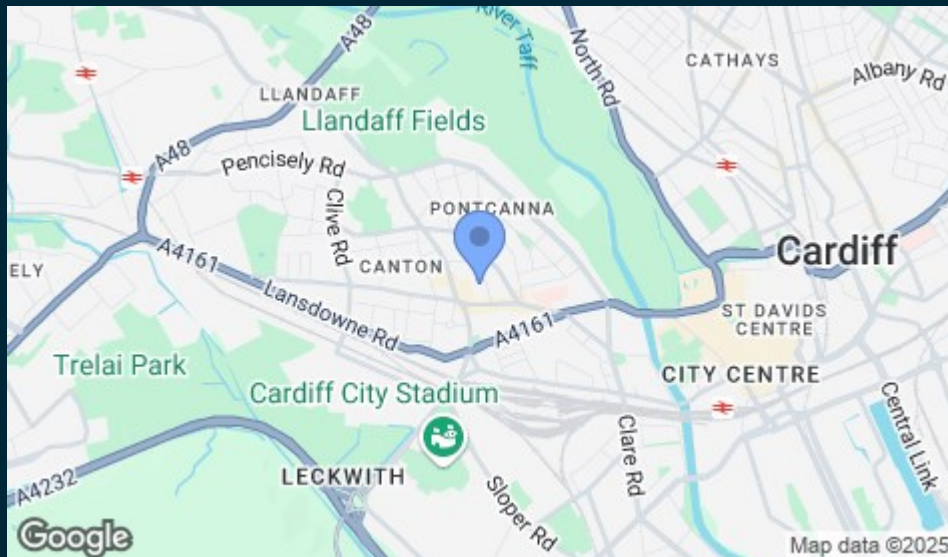 River Taff
A48
North Rd
CATHAYS
Albany Rd
LLANDAFF
Llandaff Fields
A48
Pencisely Rd
Clive Rd
PONTCANNA
A4161
ELY
CANTON
Lansdowne Rd
A4161
Cardiff
ST DAVIDS
CENTRE
Trelai Park
CITY CENTRE
Cardiff City Stadium
Central Link
Clare Rd
LECKWITH
A4232
Sloper Rd
Google
Map data ©2025